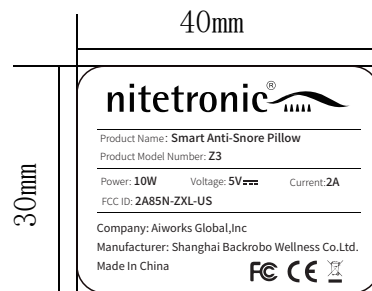 40mm
30mm
nitetronic®
Product Name: Smart Anti-Snore Pillow
Product Model Number: Z3
Power: 10W Voltage: 5V⎓ Current:2A
FCC ID: 2A85N-ZXL-US
Company: Aiworks Global,Inc
Manufacturer: Shanghai Backrobo Wellness Co.Ltd.
Made In China FC CE